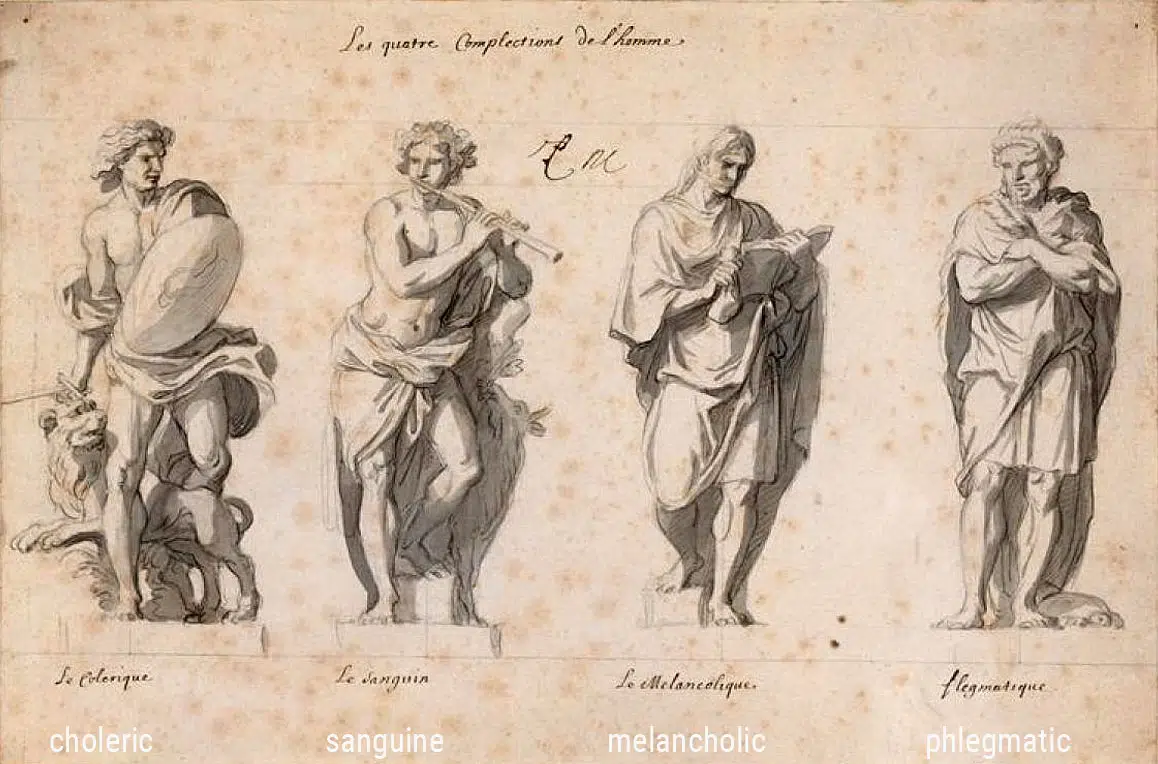 Les quatre Complections de l'homme.
Le Colerique
Le Sanguin
Le Melancolique.
flegmatique
choleric
sanguine
melancholic
phlegmatic